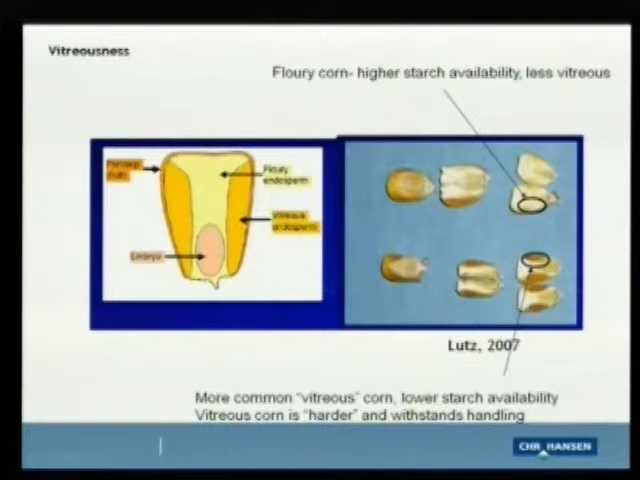 Vitreousness
Floury corn- higher starch availability, less vitreous
Pericarp
Floury
endosperm
Vitreous
endosperm
Embryo
Lutz, 2007
More common “vitreous” corn, lower starch availability
Vitreous corn is “harder” and withstands handling
CHR HANSEN